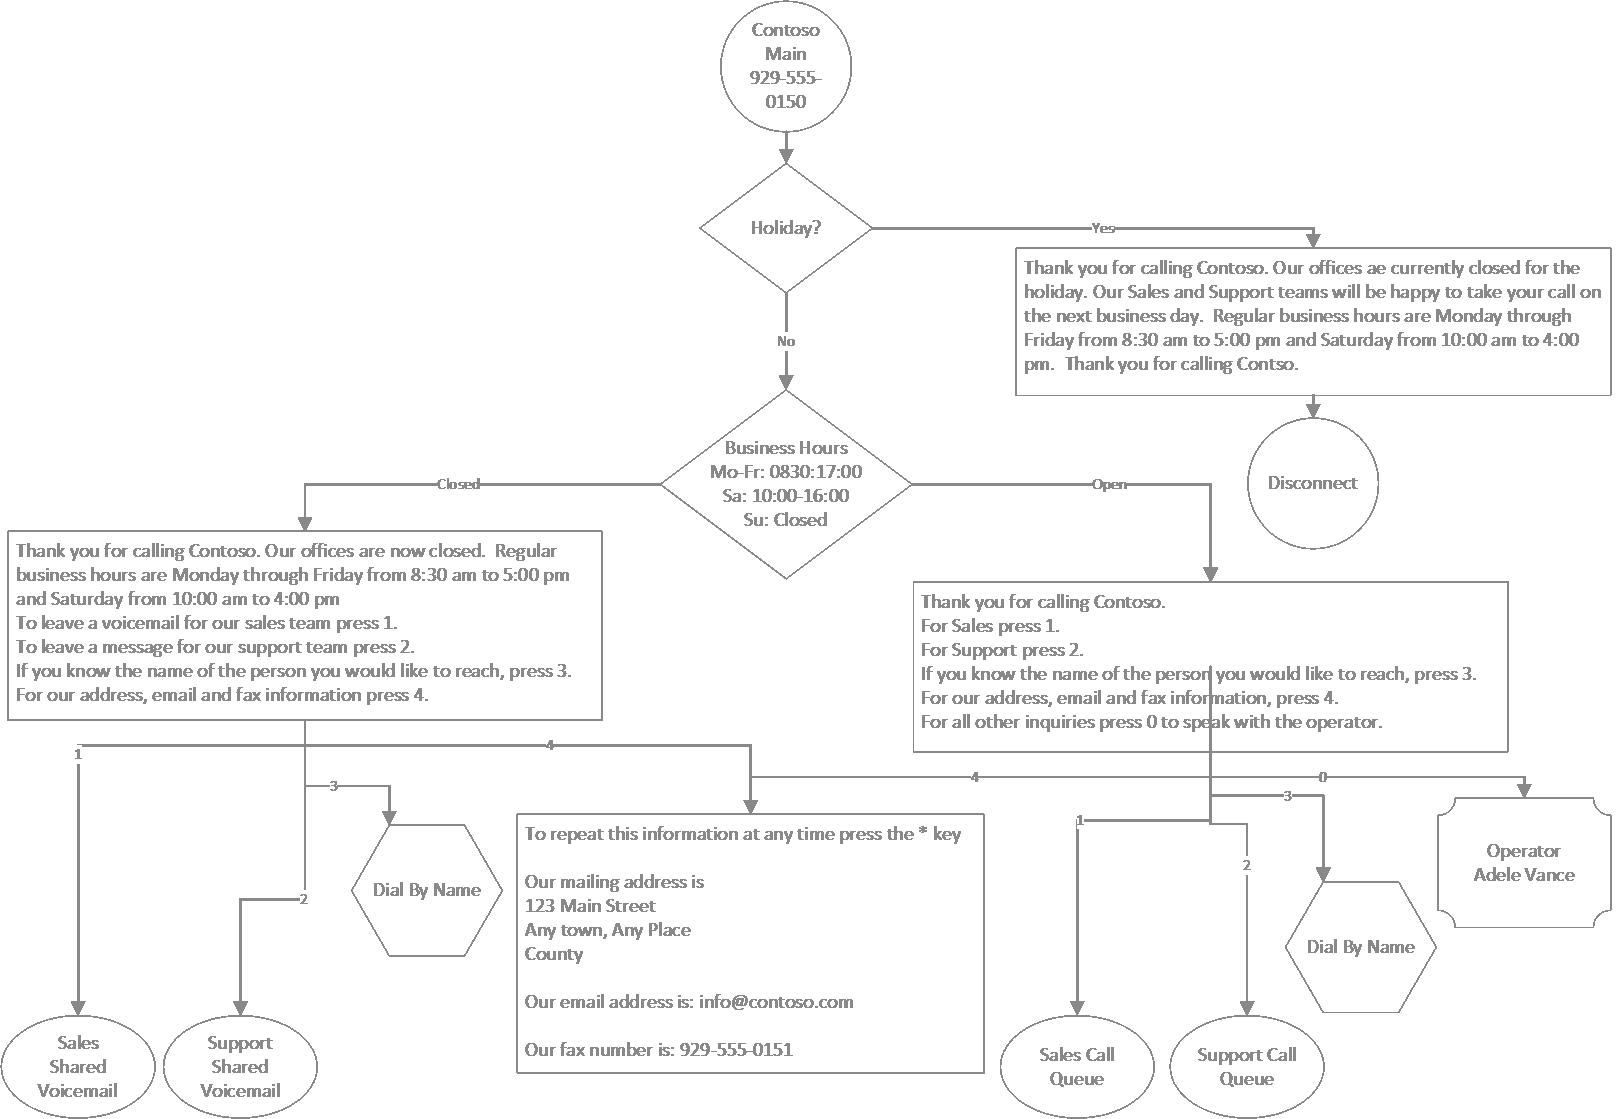 Contoso
Main
929-555-
0150
Holiday?
Yes
Thank you for calling Contoso. Our offices ae currently closed for the
holiday. Our Sales and Support teams will be happy to take your call on
the next business day.  Regular business hours are Monday through
Friday from 8:30 am to 5:00 pm and Saturday from 10:00 am to 4:00
pm.  Thank you for calling Contso.
No
Disconnect
Business Hours
Mo-Fr: 0830:17:00
Sa: 10:00-16:00
Su: Closed
Closed
Open
Thank you for calling Contoso. Our offices are now closed.  Regular
business hours are Monday through Friday from 8:30 am to 5:00 pm
and Saturday from 10:00 am to 4:00 pm
To leave a voicemail for our sales team press 1.
To leave a message for our support team press 2.
If you know the name of the person you would like to reach, press 3.
For our address, email and fax information press 4.
Thank you for calling Contoso.
For Sales press 1.
For Support press 2.
If you know the name of the person you would like to reach, press 3.
For our address, email and fax information, press 4.
For all other inquiries press 0 to speak with the operator.
1
4
3
2
4
0
3
1
2
Dial By Name
To repeat this information at any time press the * key
Our mailing address is
123 Main Street
Any town, Any Place
County
Our email address is: info@contoso.com
Our fax number is: 929-555-0151
Operator
Adele Vance
Dial By Name
Sales
Shared
Voicemail
Support
Shared
Voicemail
Sales Call
Queue
Support Call
Queue